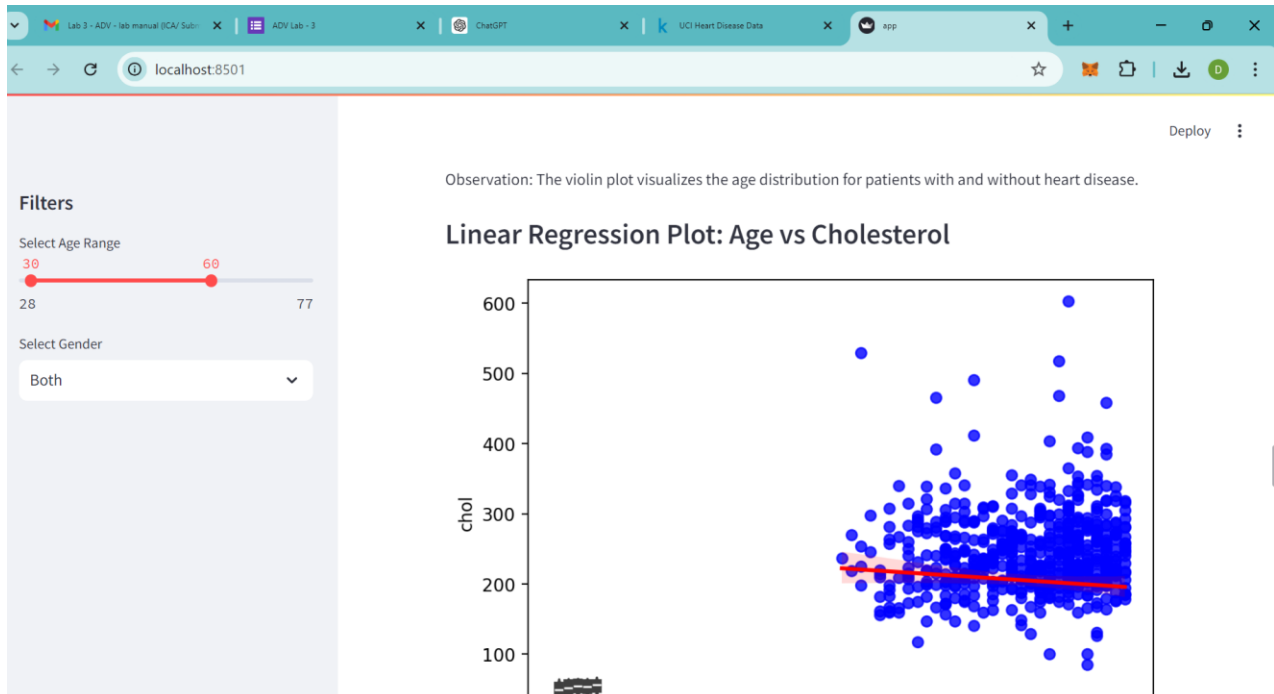 Lab 3 - ADV - lab manual (ICA/ Subm
ADV Lab - 3
ChatGPT
UCI Heart Disease Data
app
localhost:8501
D
Deploy
Filters
Select Age Range
30 60
28 77
Select Gender
Both
Observation: The violin plot visualizes the age distribution for patients with and without heart disease.
Linear Regression Plot: Age vs Cholesterol
600
500
400
300
200
100
chol